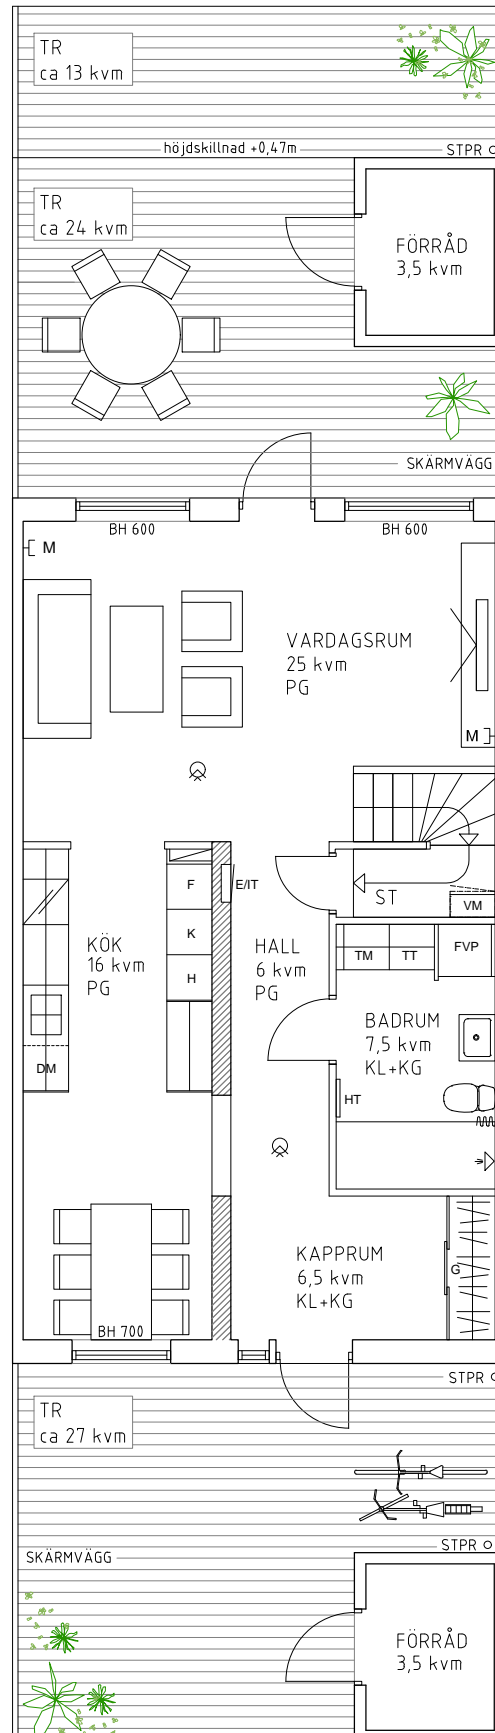 TR
ca 13 kvm
höjdskillnad +0,47m
STPR
TR
ca 24 kvm
FÖRRÅD
3,5 kvm
SKÄRMVÄGG
BH 600
BH 600
M
VARDAGSRUM
25 kvm
PG
M
F
E/IT
ST
VM
KÖK
16 kvm
PG
K
H
HALL
6 kvm
PG
TM
TT
FVP
BADRUM
7,5 kvm
KL+KG
DM
HT
KAPPRUM
6,5 kvm
KL+KG
G
BH 700
STPR
TR
ca 27 kvm
STPR
SKÄRMVÄGG
FÖRRÅD
3,5 kvm